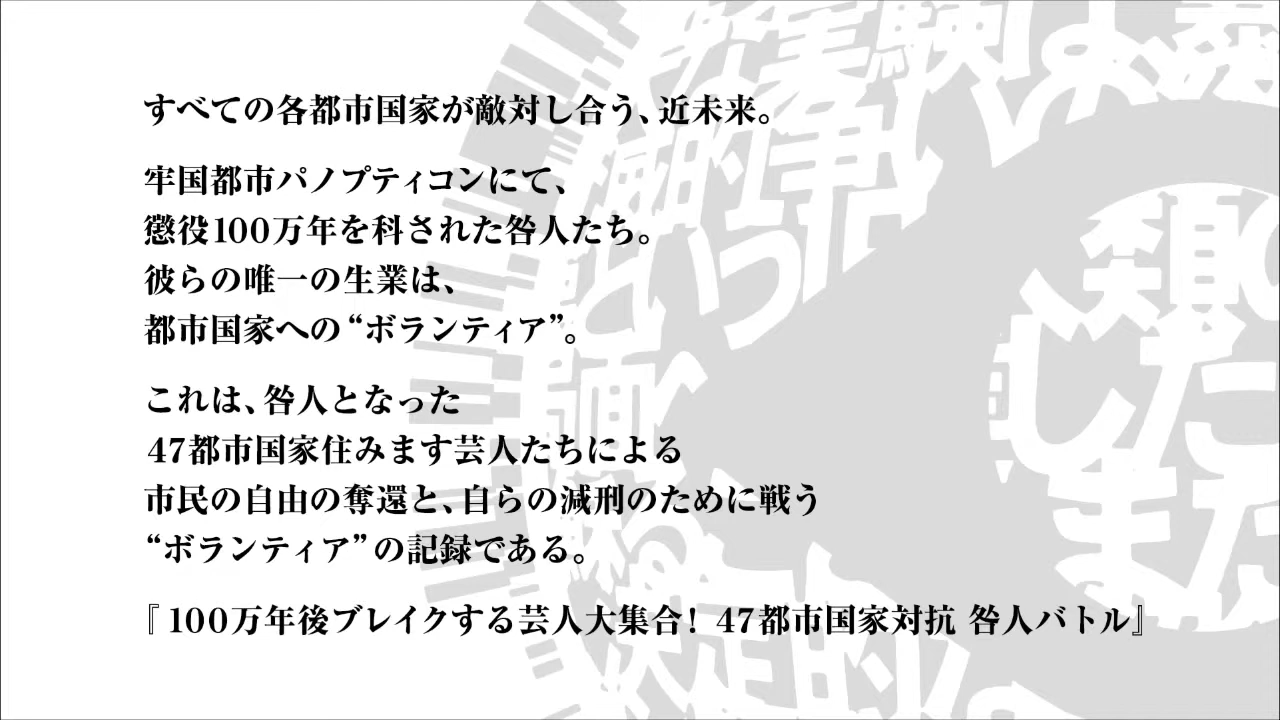 すべての各都市国家が敵対し合う、近未来。
牢国都市パノプティコンにて、
懲役100万年を科された咎人たち。
彼らの唯一の生業は、
都市国家への“ボランティア”。
これは、咎人となった
47都市国家住みます芸人たちによる
市民の自由の奪還と、自らの減刑のために戦う
“ボランティア”の記録である。
『100万年後ブレイクする芸人大集合！ 47都市国家対抗 咎人バトル』